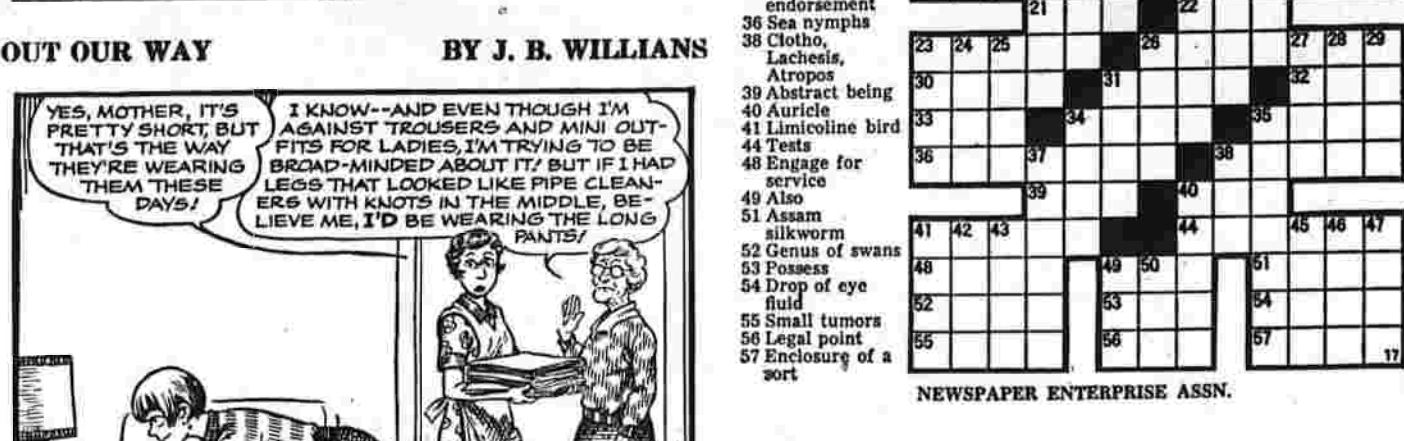 OUT OUR WAY
BY J. B. WILLIANS
YES, MOTHER, IT'S
PRETTY SHORT, BUT
THAT'S THE WAY
THEY'RE WEARING
THEM THESE
DAYS!
I KNOW--AND EVEN THOUGH I'M
AGAINST TROUSERS AND MINI OUT-
FITS FOR LADIES, I'M TRYING TO BE
BROAD-MINDED ABOUT IT! BUT IF I HAD
LEGS THAT LOOKED LIKE PIPE CLEAN-
ERS WITH KNOTS IN THE MIDDLE, BE-
LIEVE ME, I'D BE WEARING THE LONG
PANTS!
endorsement
36 Sea nymphs
38 Clotho,
Lachesis,
Atropos
39 Abstract being
40 Auricle
41 Limicoline bird
44 Tests
48 Engage for
service
49 Also
51 Assam
silkworm
52 Genus of swans
53 Possess
54 Drop of eye
fluid
55 Small tumors
56 Legal point
57 Enclosure of a
sort
21 22
23 24 25 26 27 28 29
30 31 32
33 34 35
36 37 38
39 40
41 42 43 44 45 46 47
48 49 50 51
52 53 54
55 56 57
17
NEWSPAPER ENTERPRISE ASSN.